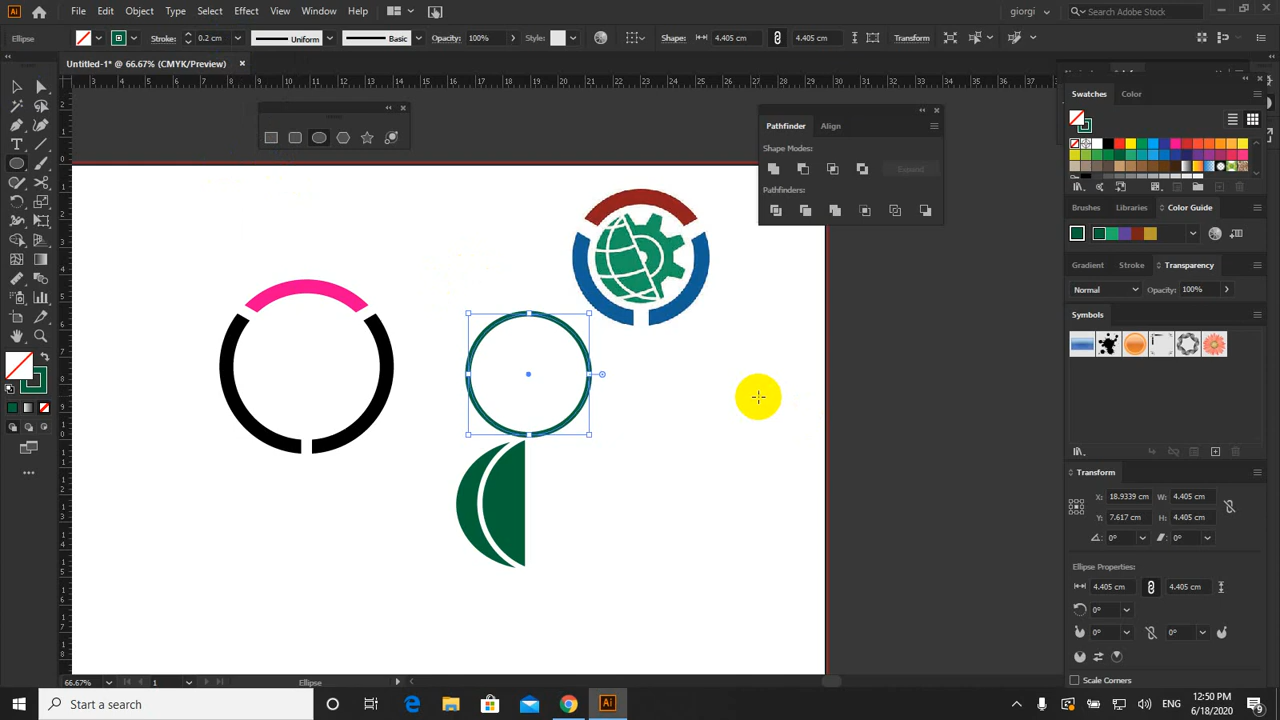 Ai
File Edit Object Type Select Effect View Window Help
giorgi
Search Adobe Stock
Ellipse
Stroke: 0.2 cm
Uniform
Basic
Opacity: 100%
Style:
Shape: 4.405 cm
4.405 cm
Transform
Untitled-1* @ 66.67% (CMYK/Preview)
Pathfinder Align
Shape Modes:
Expand
Pathfinders:
Swatches Color
Brushes Libraries Color Guide
Gradient Stroke Transparency
Normal Opacity: 100%
Symbols
Transform
X: 18.9339 cm W: 4.405 cm
Y: 7.617 cm H: 4.405 cm
0° 0°
Ellipse Properties:
4.405 cm 4.405 cm
0°
0° 0°
Scale Corners
66.67% 1 Ellipse
Start a search
Ai
ENG
12:50 PM
6/18/2020